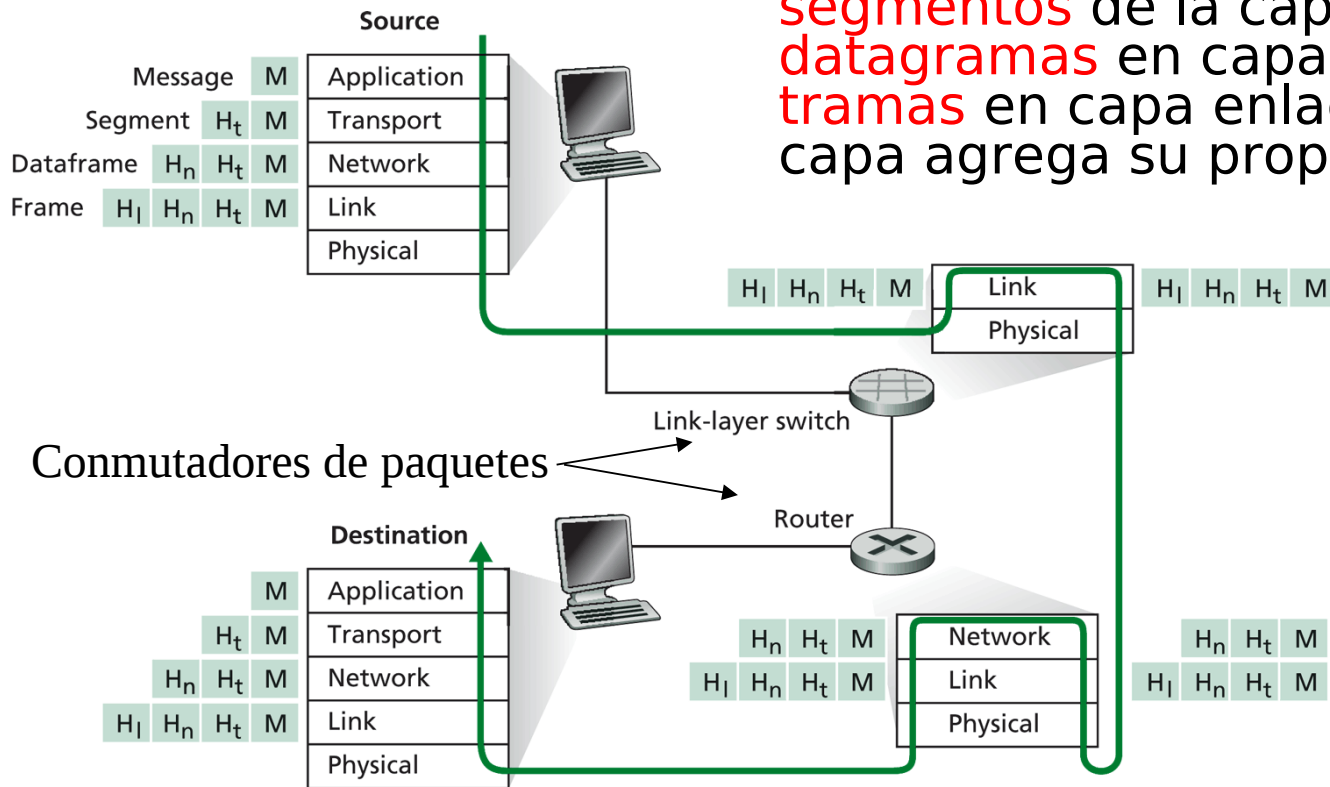 Source
segmentos de la cap
datagramas en capa
tramas en capa enla
capa agrega su prop
Message M Application
Segment Ht M Transport
Dataframe Hn Ht M Network
Frame Hl Hn Ht M Link
Physical
Hl Hn Ht M Link Hl Hn Ht M
Physical
Link-layer switch
Conmutadores de paquetes
Router
Destination
M Application
Ht M Transport
Hn Ht M Network
Hl Hn Ht M Link
Physical
Hn Ht M Network Hn Ht M
Hl Hn Ht M Link Hl Hn Ht M
Physical